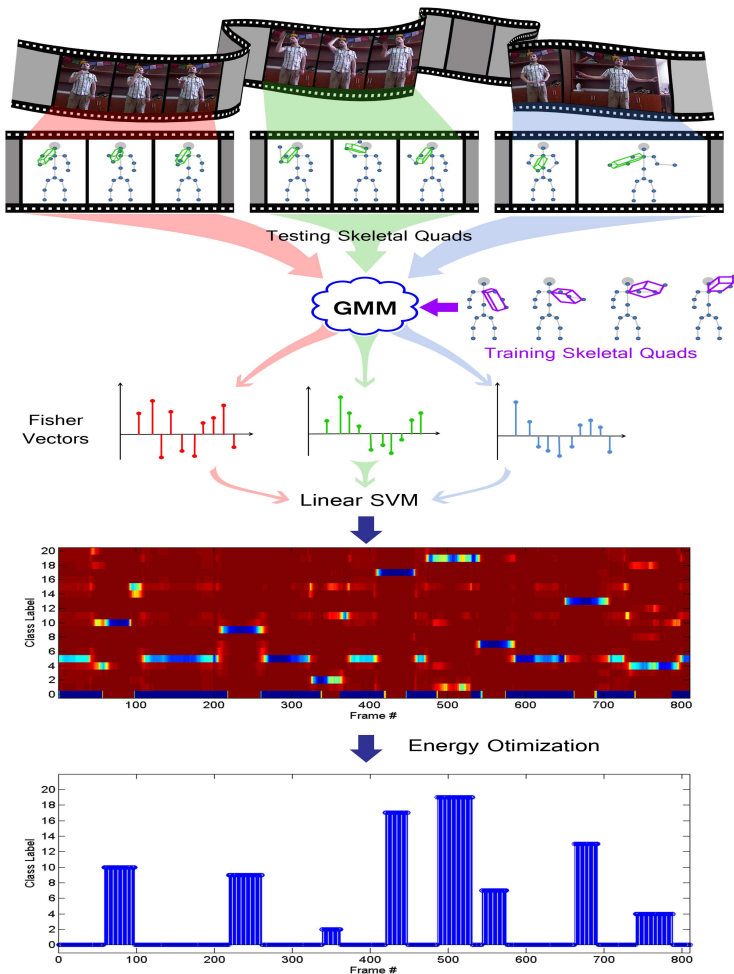 Testing Skeletal Quads
GMM
Training Skeletal Quads
Fisher
Vectors
Linear SVM
20
18
16
14
12
10
8
6
4
2
0
Class Label
0 100 200 300 400 500 600 700 800
Frame #
Energy Otimization
20
18
16
14
12
10
8
6
4
2
0
Class Label
0 100 200 300 400 500 600 700 800
Frame #